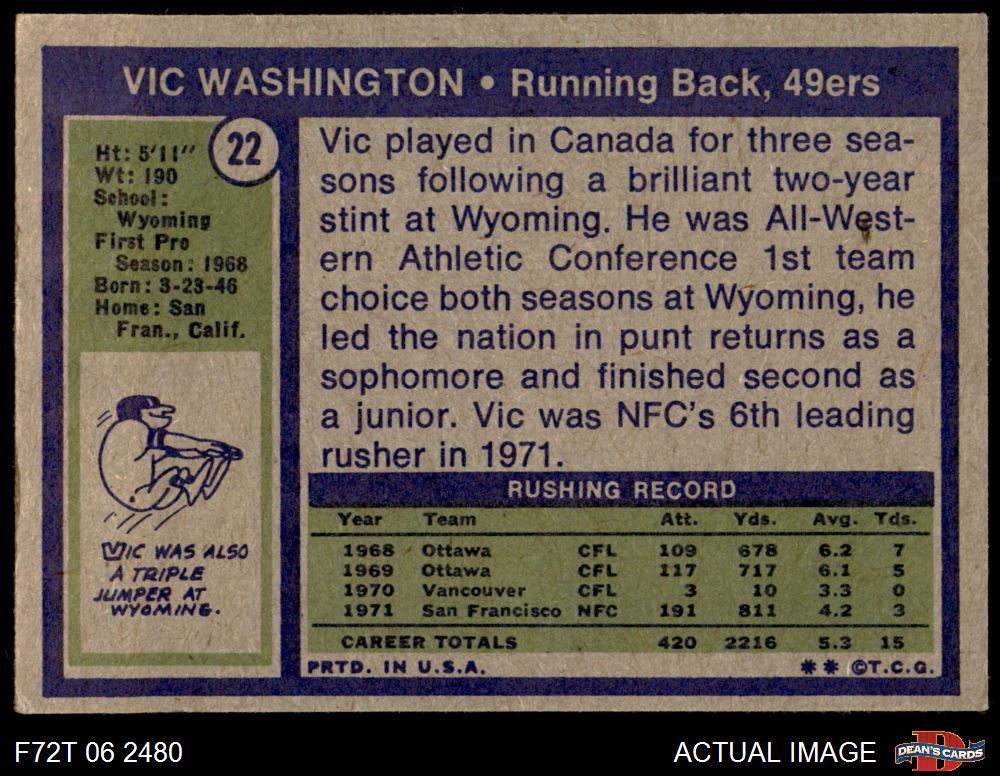 VIC WASHINGTON • Running Back, 49ers
22
Ht: 5'11"
Wt: 190
School:
Wyoming
First Pro
Season: 1968
Born: 3-23-46
Home: San
Fran., Calif.
VIC WAS ALSO
A TRIPLE
JUMPER AT
WYOMING.
Vic played in Canada for three sea-
sons following a brilliant two-year
stint at Wyoming. He was All-West-
ern Athletic Conference 1st team
choice both seasons at Wyoming, he
led the nation in punt returns as a
sophomore and finished second as
a junior. Vic was NFC's 6th leading
rusher in 1971.
RUSHING RECORD
Year Team Att. Yds. Avg. Tds.
1968 Ottawa CFL 109 678 6.2 7
1969 Ottawa CFL 117 717 6.1 5
1970 Vancouver CFL 3 10 3.3 0
1971 San Francisco NFC 191 811 4.2 3
CAREER TOTALS 420 2216 5.3 15
PRTD. IN U.S.A. ** ©T.C.G.
F72T 06 2480 ACTUAL IMAGE DEAN'S CARDS